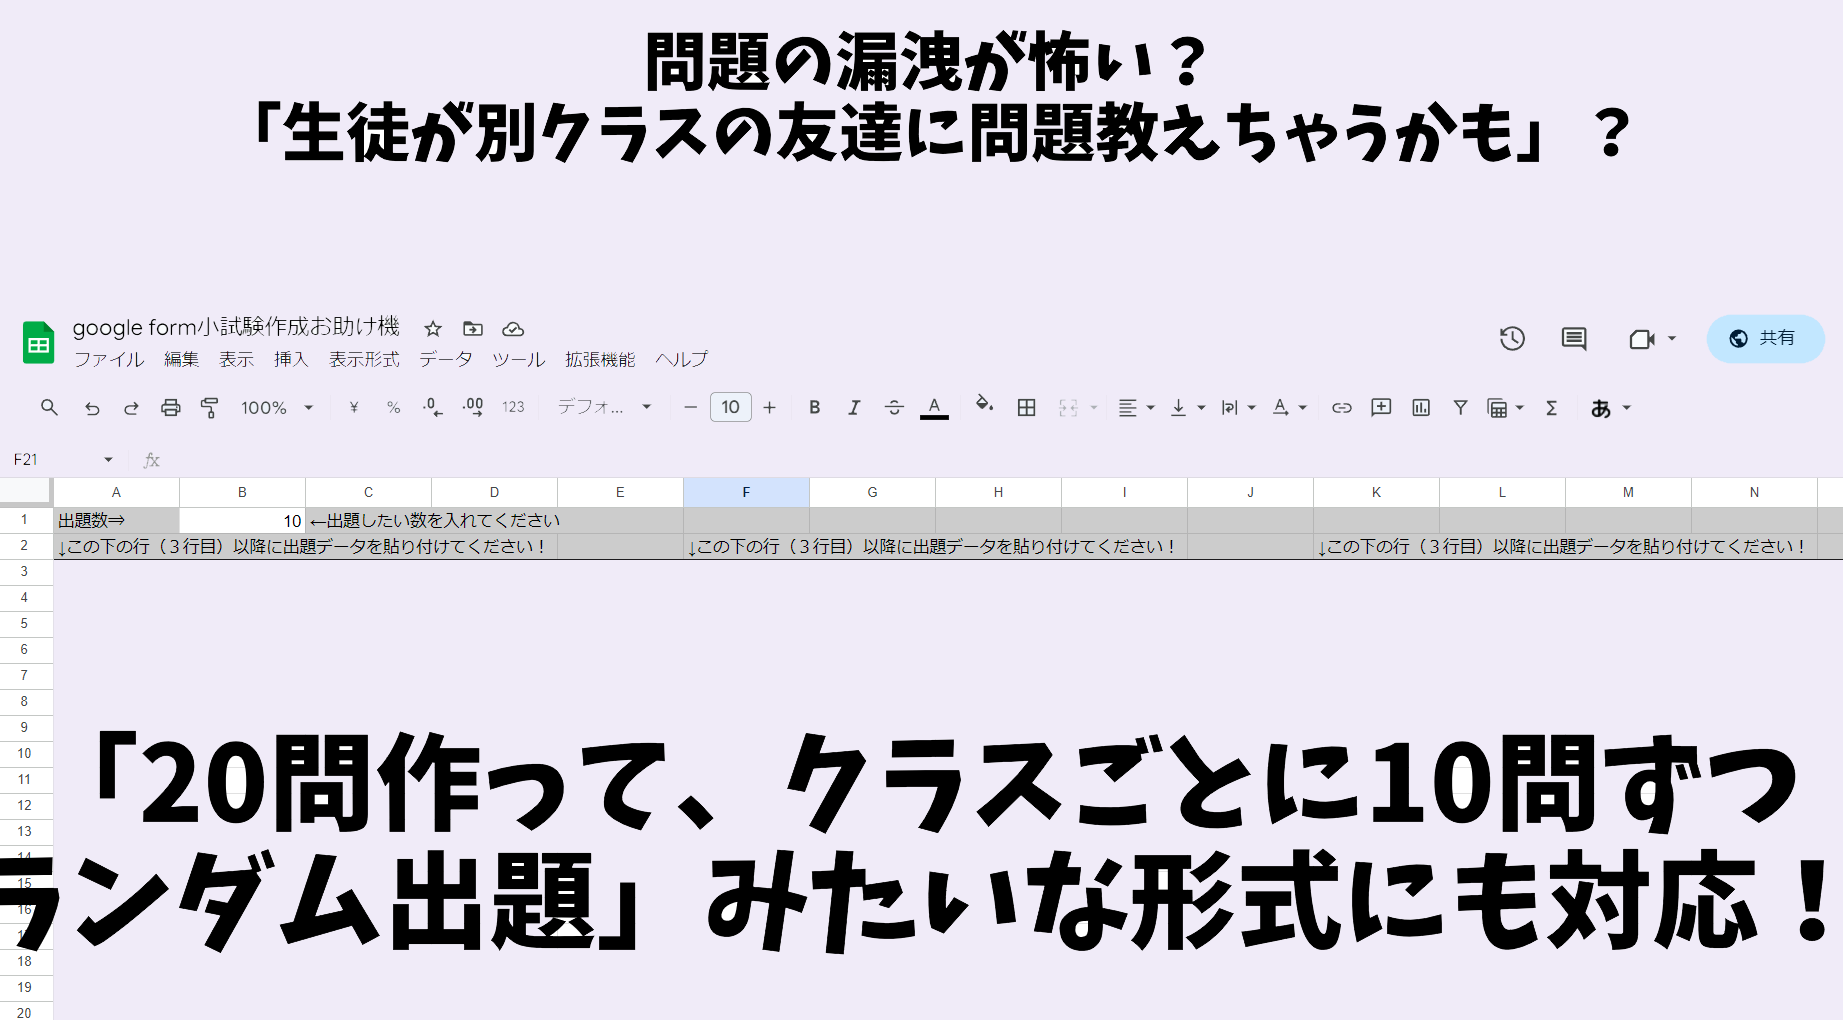 問題の漏洩が怖い？
「生徒が別クラスの友達に問題教えちゃうかも」？
google form小試験作成お助け機
共有
ファイル 編集 表示 挿入 表示形式 データ ツール 拡張機能 ヘルプ
100% ¥ % .0 .00 123 デフォ... 10 B I A A Σ あ
F21 fx
A B C D E F G H I J K L M N
1 出題数⇒ 10 ←出題したい数を入れてください
2 ↓この下の行（３行目）以降に出題データを貼り付けてください！ ↓この下の行（３行目）以降に出題データを貼り付けてください！ ↓この下の行（３行目）以降に出題データを貼り付けてください！
3
4
5
6
7
8
9
10
11
12
13
14
15
16
17
18
19
20
「20問作って、クラスごとに10問ずつ
ランダム出題」みたいな形式にも対応！